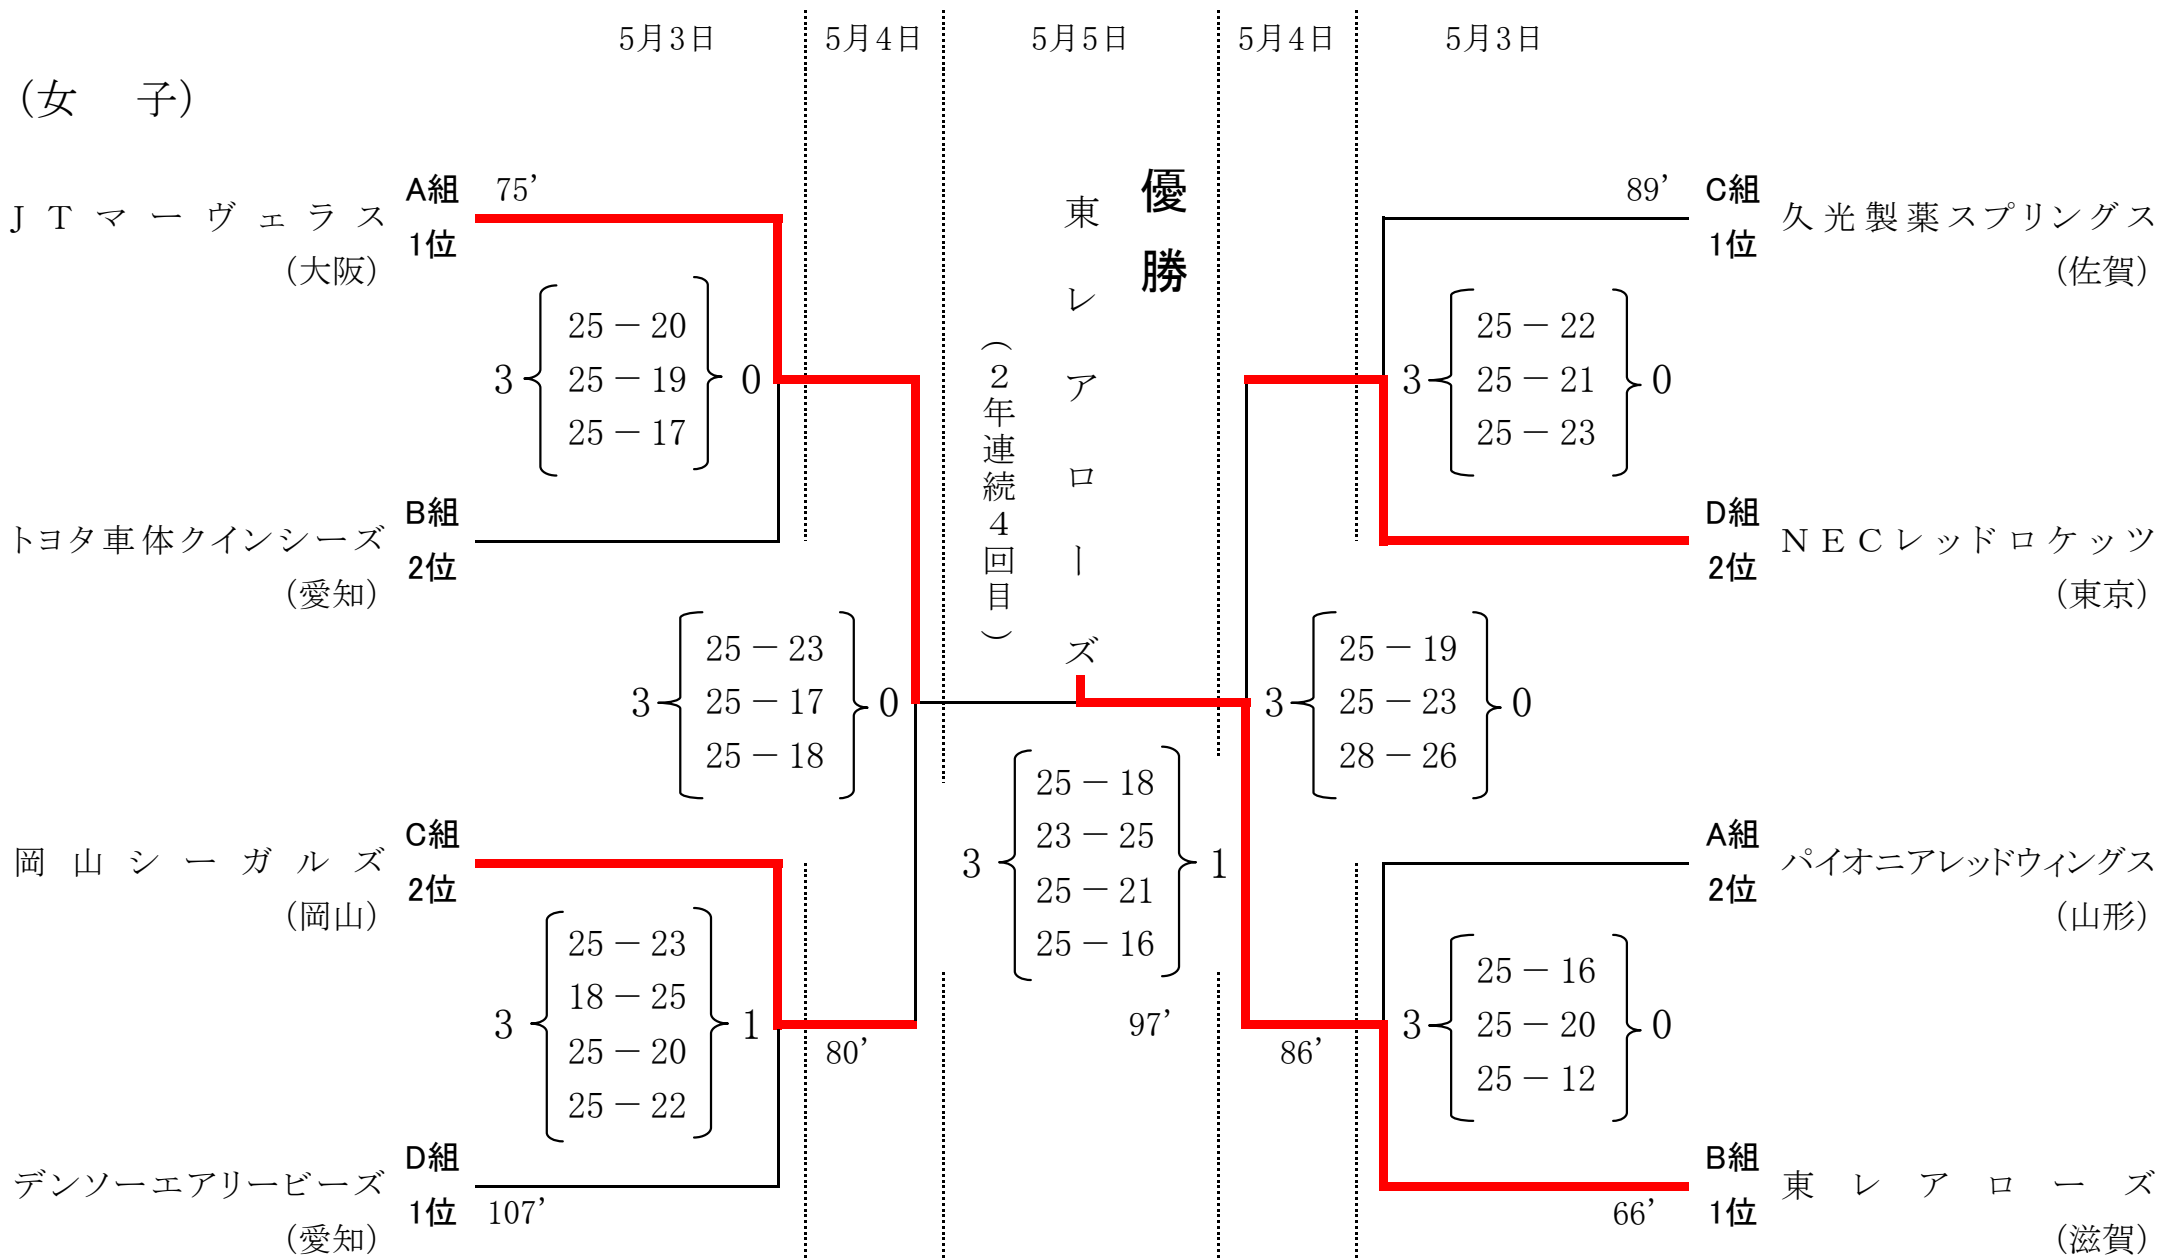 5月3日 5月4日 5月5日 5月4日 5月3日
（女 子）
JTマーヴェラス
（大阪）
A組
1位
75’
3 0
25 － 20
25 － 19
25 － 17
トヨタ車体クインシーズ
（愛知）
B組
2位
3 0
25 － 23
25 － 17
25 － 18
80’
岡山シーガルズ
（岡山）
C組
2位
3 1
25 － 23
18 － 25
25 － 20
25 － 22
デンソーエアリービーズ
（愛知）
D組
1位
107’
優勝
東レアローズ
（2年連続4回目）
3 1
25 － 18
23 － 25
25 － 21
25 － 16
97’
89’
C組
1位
久光製薬スプリングス
（佐賀）
3 0
25 － 22
25 － 21
25 － 23
D組
2位
NECレッドロケッツ
（東京）
3 0
25 － 19
25 － 23
28 － 26
86’
A組
2位
パイオニアレッドウィングス
（山形）
3 0
25 － 16
25 － 20
25 － 12
66’
B組
1位
東レアローズ
（滋賀）